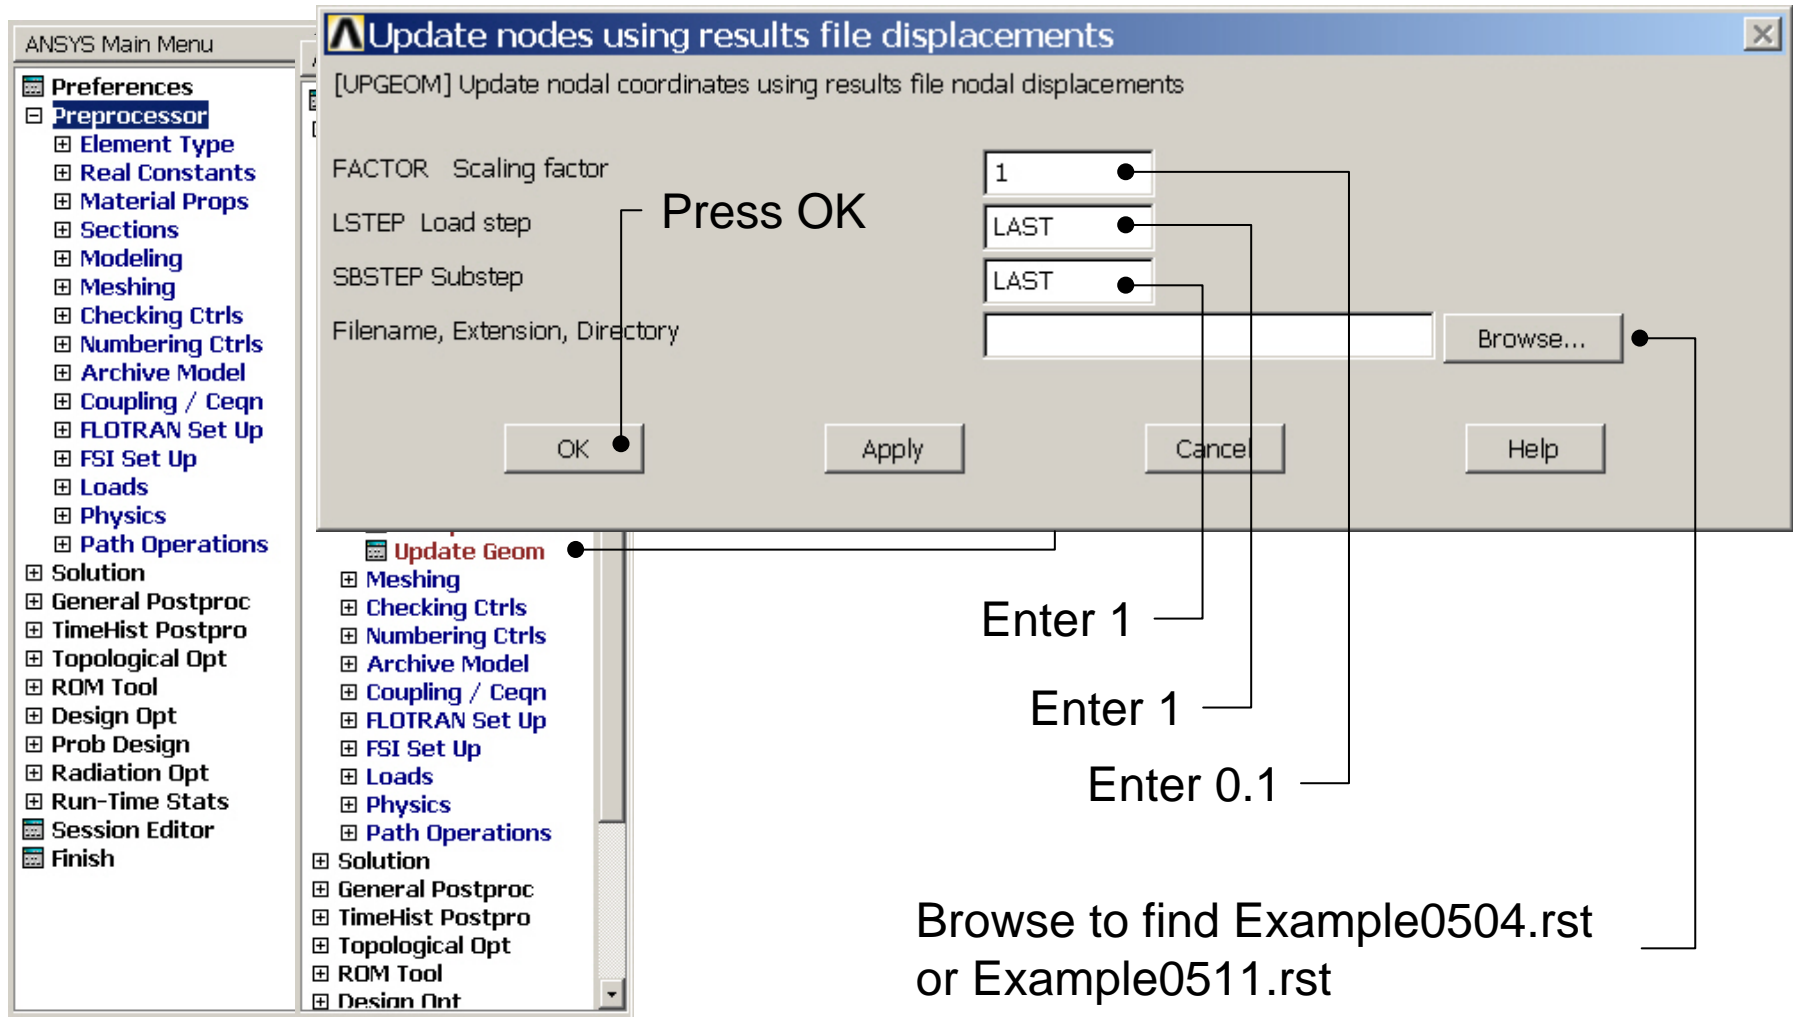 ANSYS Main Menu
Preferences
Preprocessor
Element Type
Real Constants
Material Props
Sections
Modeling
Meshing
Checking Ctrls
Numbering Ctrls
Archive Model
Coupling / Ceqn
FLOTRAN Set Up
FSI Set Up
Loads
Physics
Path Operations
Solution
General Postproc
TimeHist Postpro
Topological Opt
ROM Tool
Design Opt
Prob Design
Radiation Opt
Run-Time Stats
Session Editor
Finish
Update nodes using results file displacements
[UPGEOM] Update nodal coordinates using results file nodal displacements
FACTOR Scaling factor
1
Press OK
LSTEP Load step
LAST
SBSTEP Substep
LAST
Filename, Extension, Directory
Browse...
OK
Apply
Cancel
Help
Update Geom
Meshing
Checking Ctrls
Numbering Ctrls
Archive Model
Coupling / Ceqn
FLOTRAN Set Up
FSI Set Up
Loads
Physics
Path Operations
Solution
General Postproc
TimeHist Postpro
Topological Opt
ROM Tool
Design Opt
Enter 1
Enter 1
Enter 0.1
Browse to find Example0504.rst
or Example0511.rst